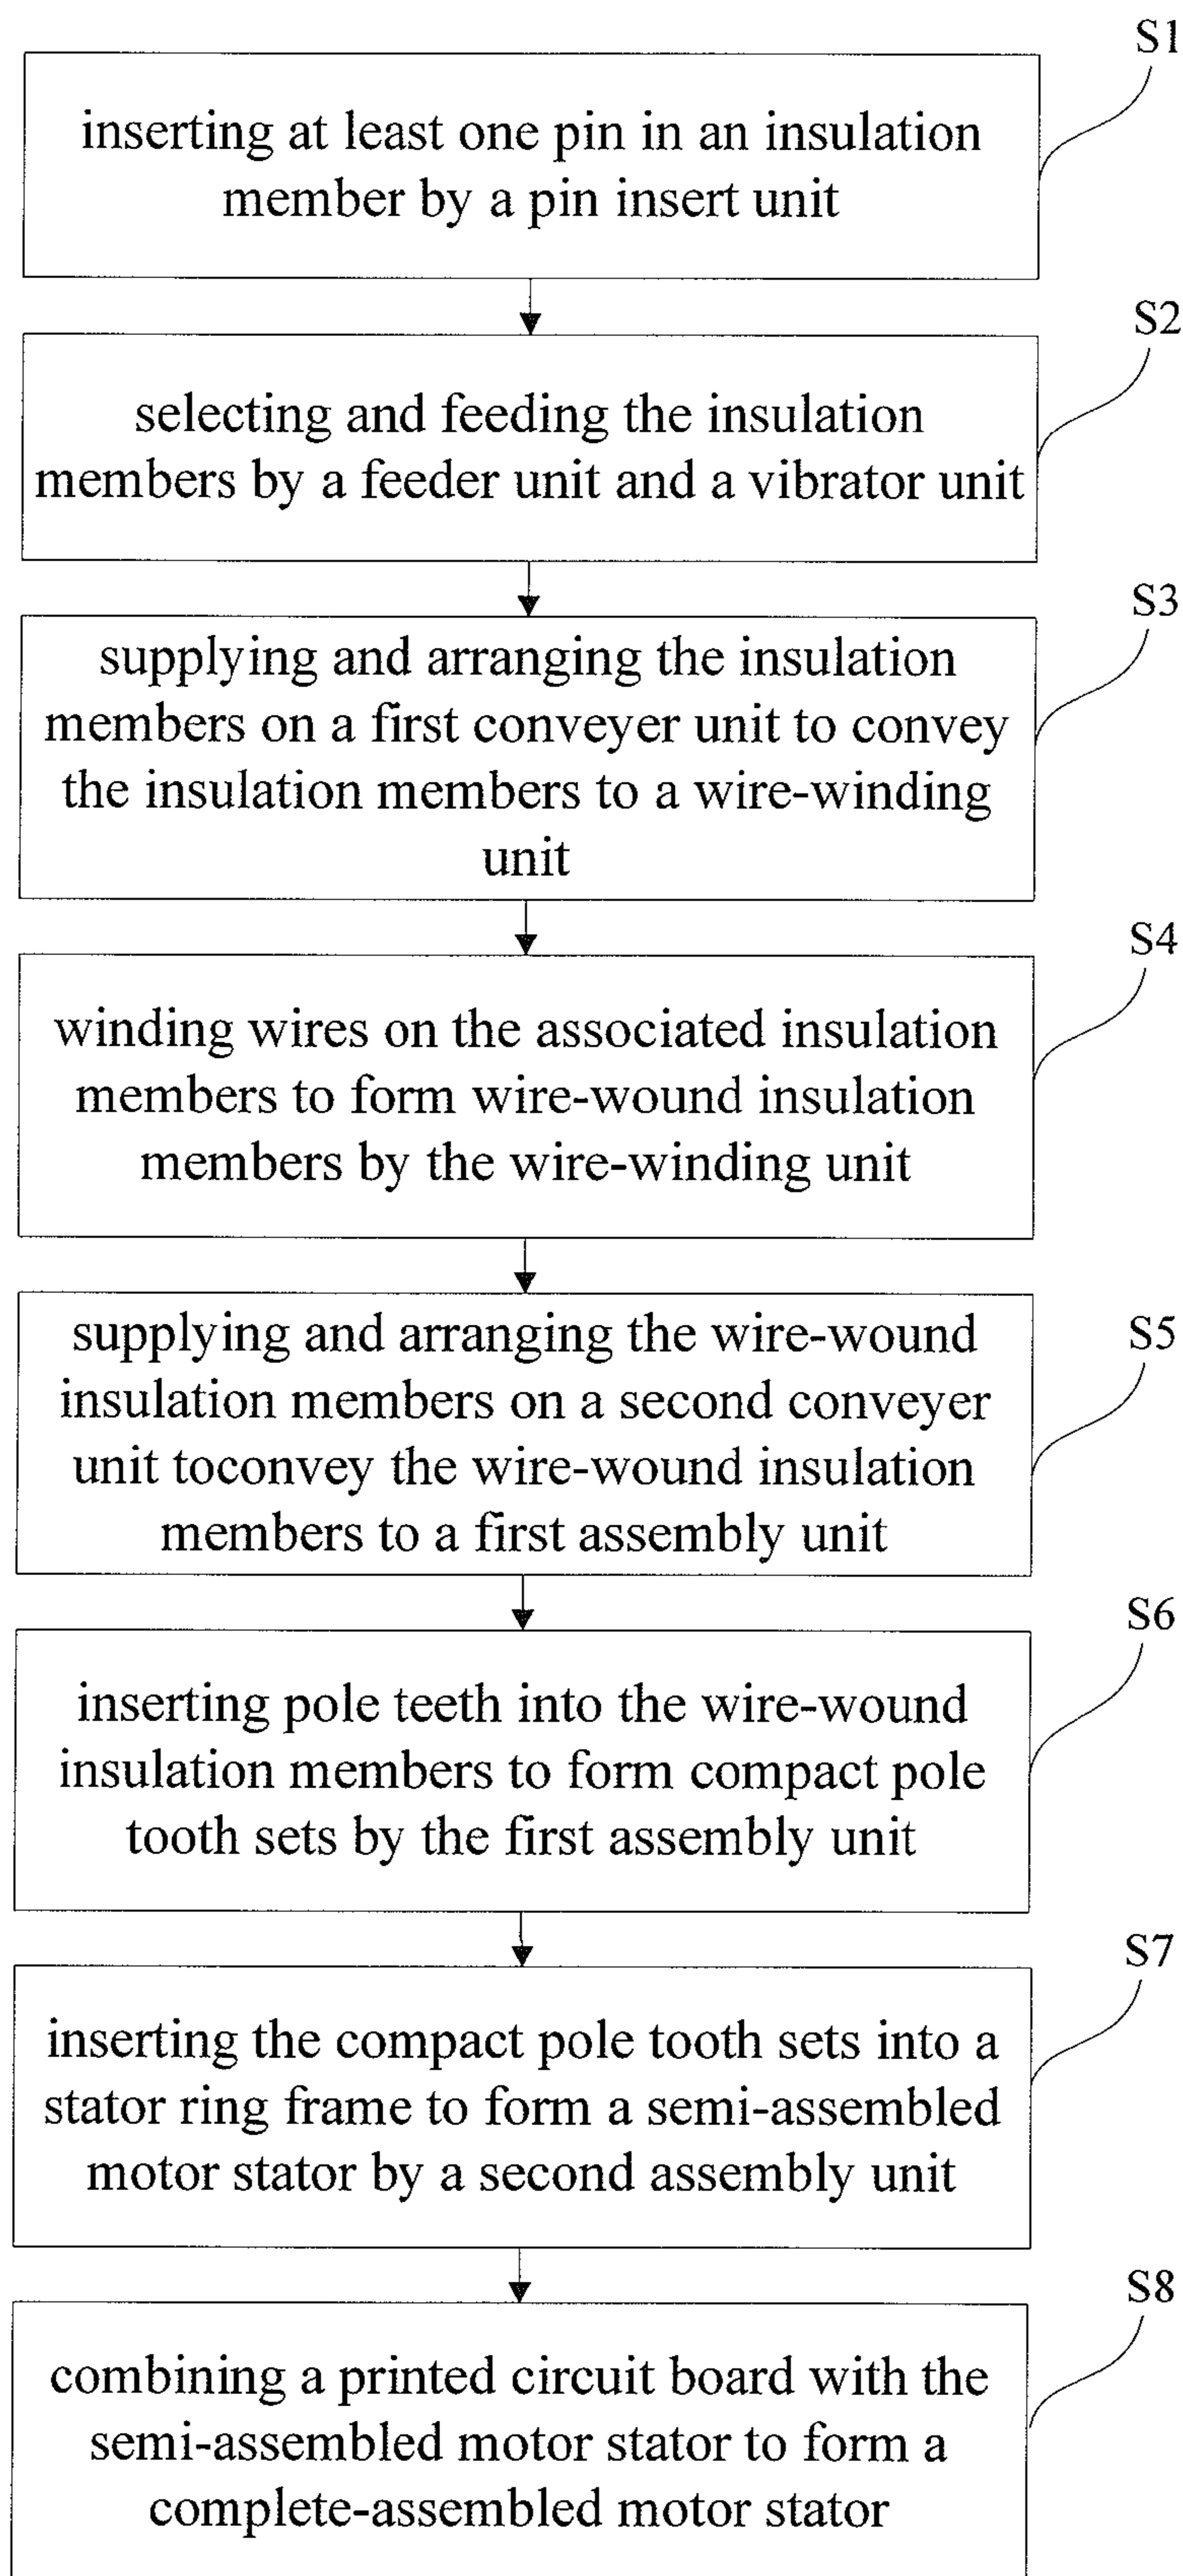 S1
inserting at least one pin in an insulation
member by a pin insert unit
S2
selecting and feeding the insulation
members by a feeder unit and a vibrator unit
S3
supplying and arranging the insulation
members on a first conveyer unit to convey
the insulation members to a wire-winding
unit
S4
winding wires on the associated insulation
members to form wire-wound insulation
members by the wire-winding unit
S5
supplying and arranging the wire-wound
insulation members on a second conveyer
unit toconvey the wire-wound insulation
members to a first assembly unit
S6
inserting pole teeth into the wire-wound
insulation members to form compact pole
tooth sets by the first assembly unit
S7
inserting the compact pole tooth sets into a
stator ring frame to form a semi-assembled
motor stator by a second assembly unit
S8
combining a printed circuit board with the
semi-assembled motor stator to form a
complete-assembled motor stator